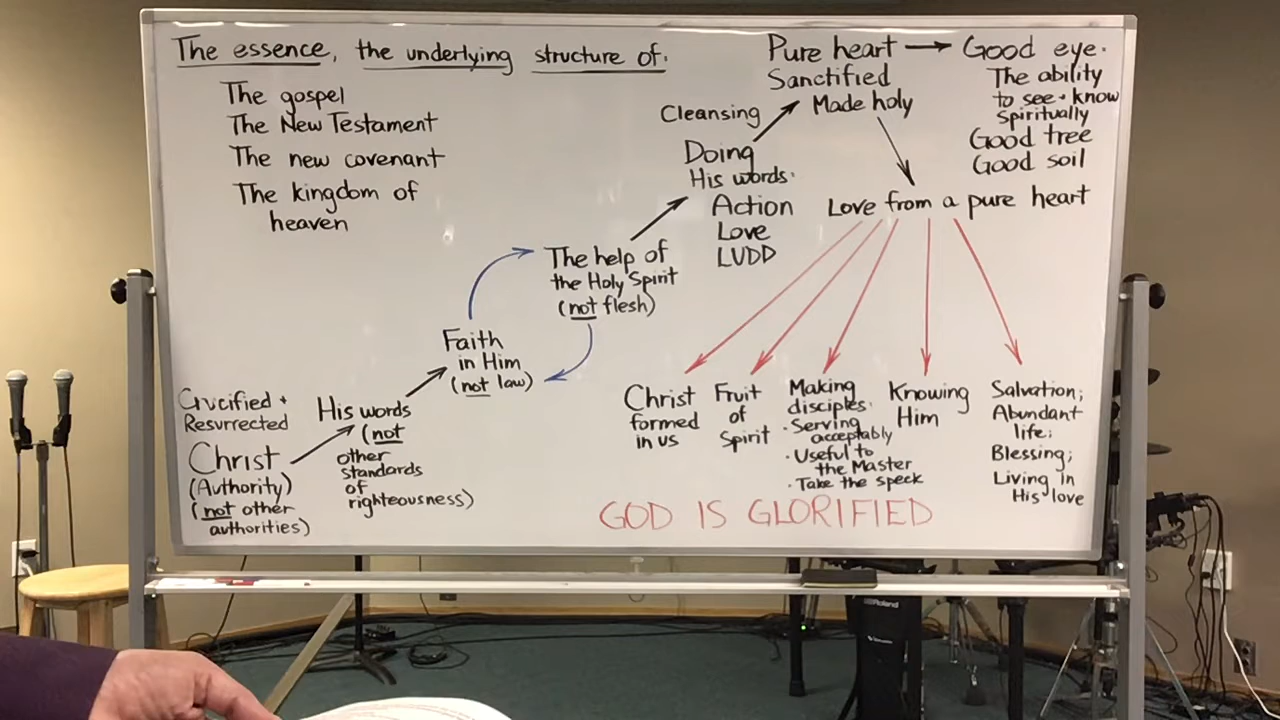 The essence, the underlying structure of:
The gospel
The New Testament
The new covenant
The kingdom of
heaven
Crucified +
Resurrected
Christ
(Authority)
(not other
authorities)
His words
(not
other
standards
of
righteousness)
Faith
in Him
(not law)
The help of
the Holy Spirit
(not flesh)
Cleansing
Doing
His words.
Action
Love
LUDD
Pure heart → Good eye.
Sanctified
Made holy
The ability
to see + know
spiritually
Good tree
Good soil
Love from a pure heart
Christ
formed
in us
Fruit
of
Spirit
Making
disciples.
· Serving
acceptably
· Useful to
the Master
· Take the speck
Knowing
Him
Salvation;
Abundant
life;
Blessing;
Living in
His love
GOD IS GLORIFIED
Roland